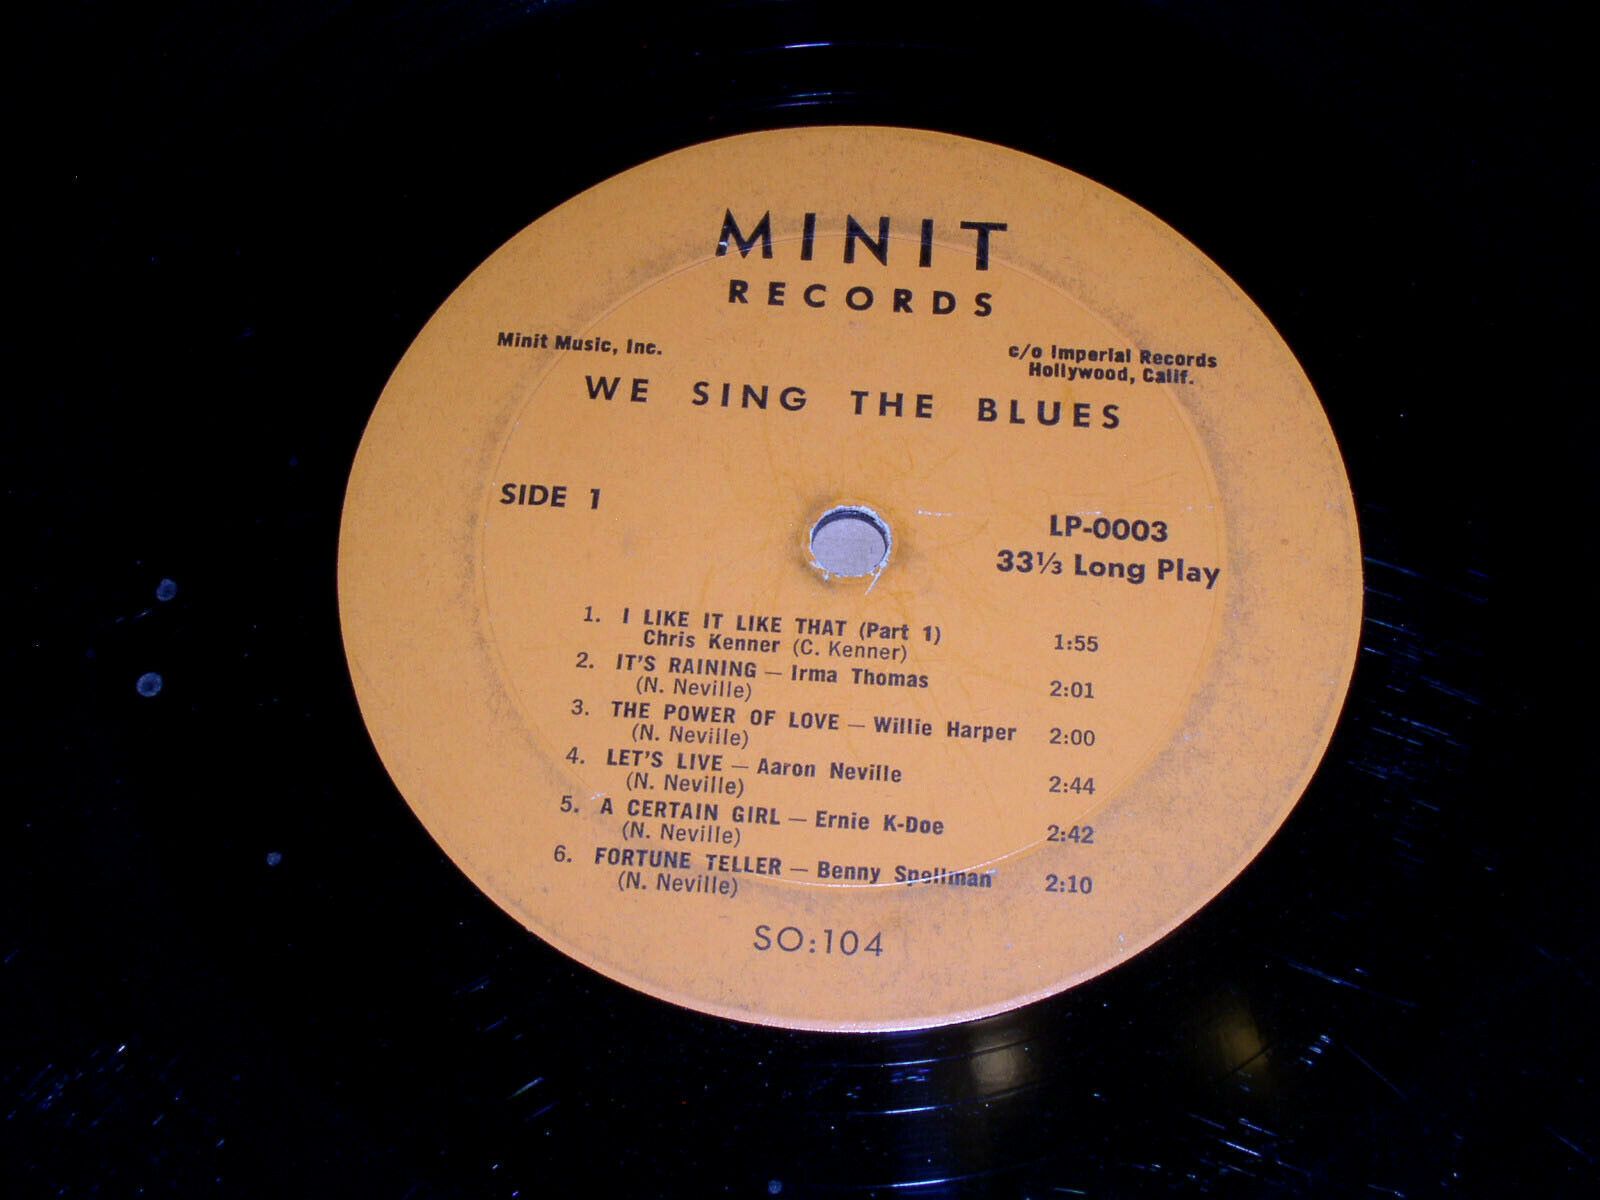 MINIT
RECORDS
Minit Music, Inc.
c/o Imperial Records
Hollywood, Calif.
WE SING THE BLUES
SIDE 1
LP-0003
33⅓ Long Play
1. I LIKE IT LIKE THAT (Part 1)
Chris Kenner (C. Kenner) 1:55
2. IT'S RAINING — Irma Thomas
(N. Neville) 2:01
3. THE POWER OF LOVE — Willie Harper
(N. Neville) 2:00
4. LET'S LIVE — Aaron Neville
(N. Neville) 2:44
5. A CERTAIN GIRL — Ernie K-Doe
(N. Neville) 2:42
6. FORTUNE TELLER — Benny Spellman 2:10
(N. Neville)
SO:104